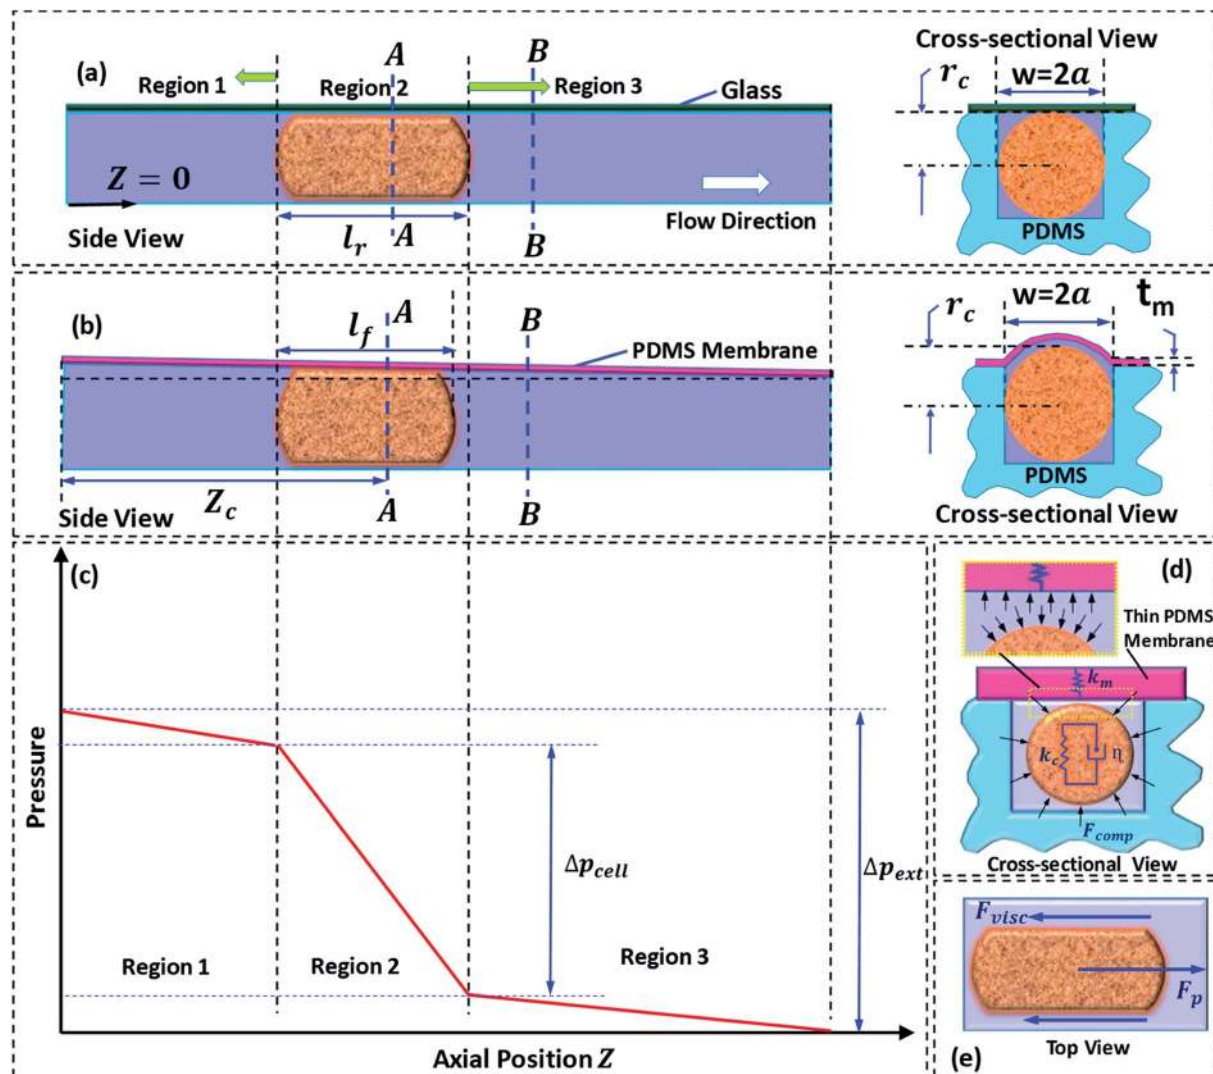 (a)
Region 1
A
Region 2
B
Region 3
Glass
Z = 0
Side View
l_r
A
B
Flow Direction
Cross-sectional View
r_c
w=2a
PDMS
(b)
l_f
A
B
PDMS Membrane
Z_c
A
B
Side View
r_c
w=2a
t_m
PDMS
Cross-sectional View
(c)
Pressure
Δp_cell
Δp_ext
Region 1
Region 2
Region 3
Axial Position Z
(d)
Thin PDMS
Membrane
k_m
k_c
η
F_comp
Cross-sectional View
F_visc
F_p
(e)
Top View